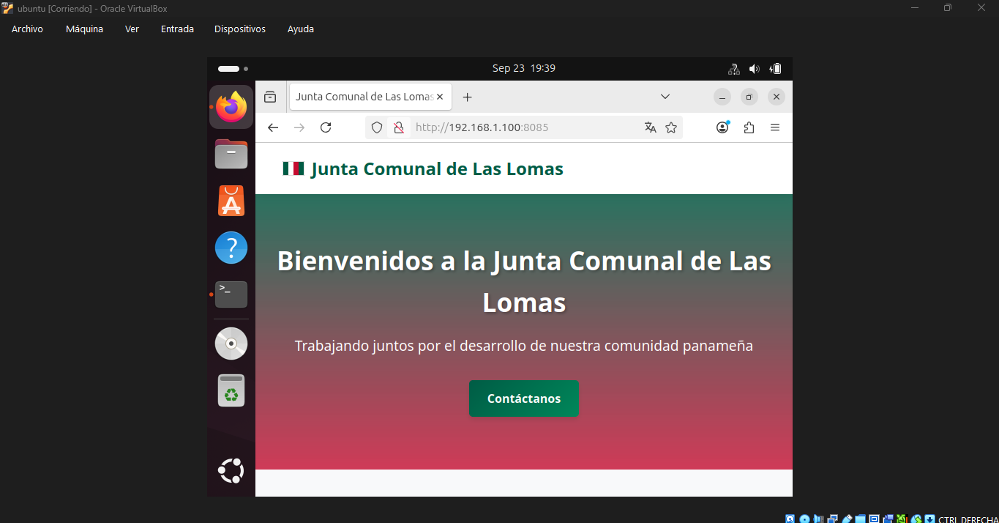 ubuntu [Corriendo] - Oracle VirtualBox
Archivo Máquina Ver Entrada Dispositivos Ayuda
Sep 23 19:39
Junta Comunal de Las Lomas
http://192.168.1.100:8085
Junta Comunal de Las Lomas
Bienvenidos a la Junta Comunal de Las
Lomas
Trabajando juntos por el desarrollo de nuestra comunidad panameña
Contáctanos
CTRL DERECHA